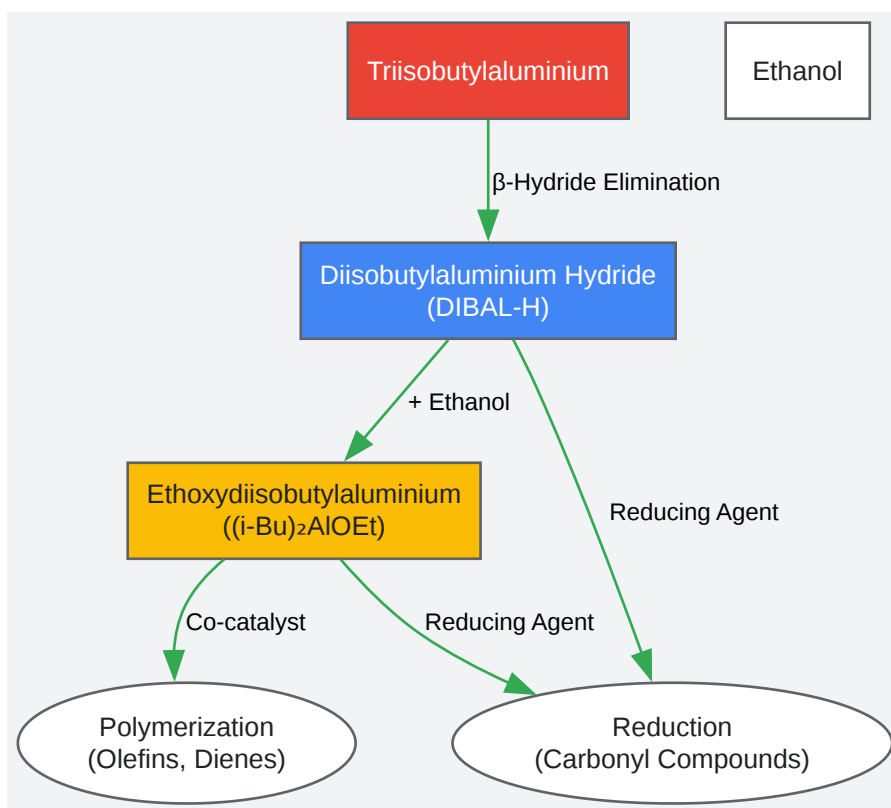 Triisobutylaluminium
Ethanol
β-Hydride Elimination
Diisobutylaluminium Hydride
(DIBAL-H)
+ Ethanol
Ethoxydiisobutylaluminium
((i-Bu)₂AlOEt)
Reducing Agent
Co-catalyst
Reducing Agent
Polymerization
(Olefins, Dienes)
Reduction
(Carbonyl Compounds)